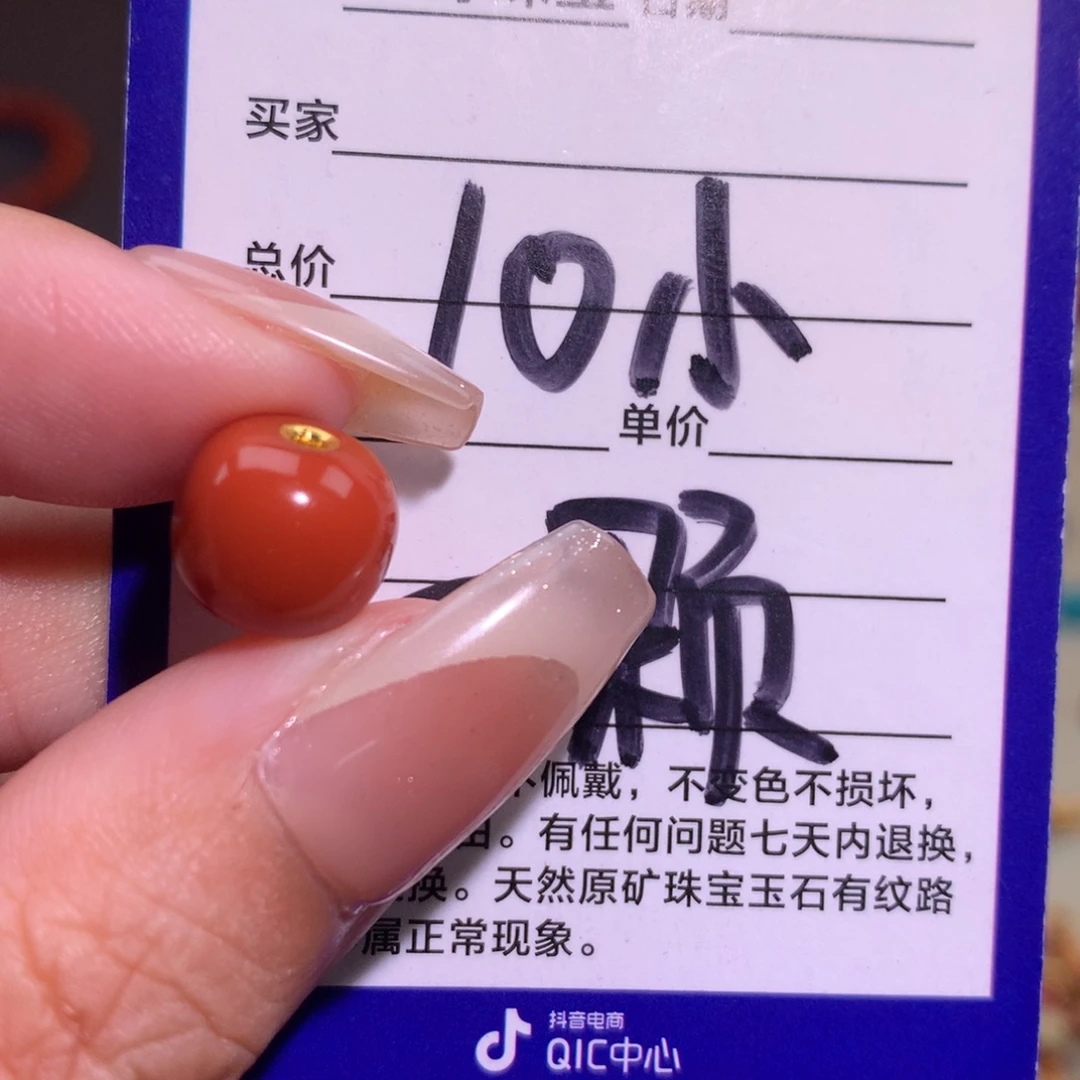 买家
10小
总价
单价
颗
佩戴，不变色不损坏，
。有任何问题七天内退换，
换。天然原矿珠宝玉石有纹路
属正常现象。
抖音电商
QIC中心